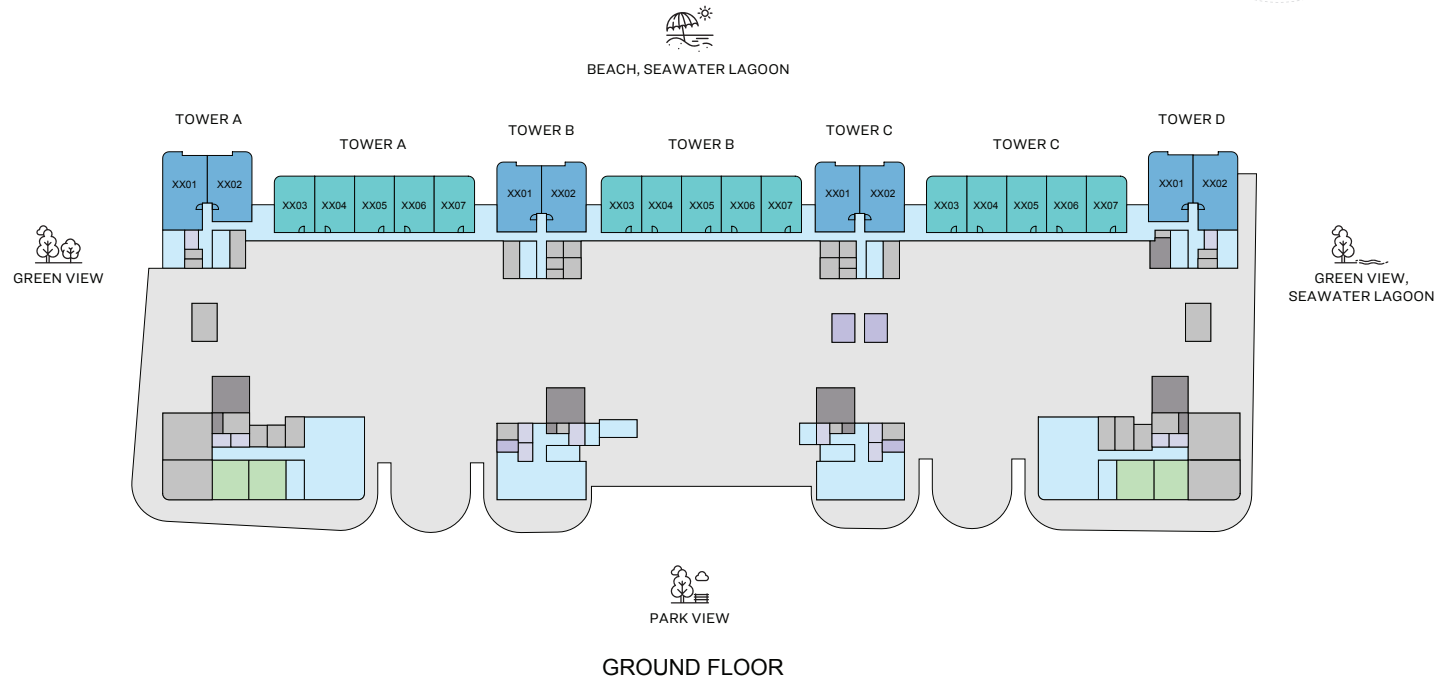 BEACH, SEAWATER LAGOON
TOWER A
TOWER A
TOWER B
TOWER B
TOWER C
TOWER C
TOWER D
XX01 XX02
XX03 XX04 XX05 XX06 XX07
XX01 XX02
XX03 XX04 XX05 XX06 XX07
XX01 XX02
XX03 XX04 XX05 XX06 XX07
XX01 XX02
GREEN VIEW
GREEN VIEW,
SEAWATER LAGOON
PARK VIEW
GROUND FLOOR